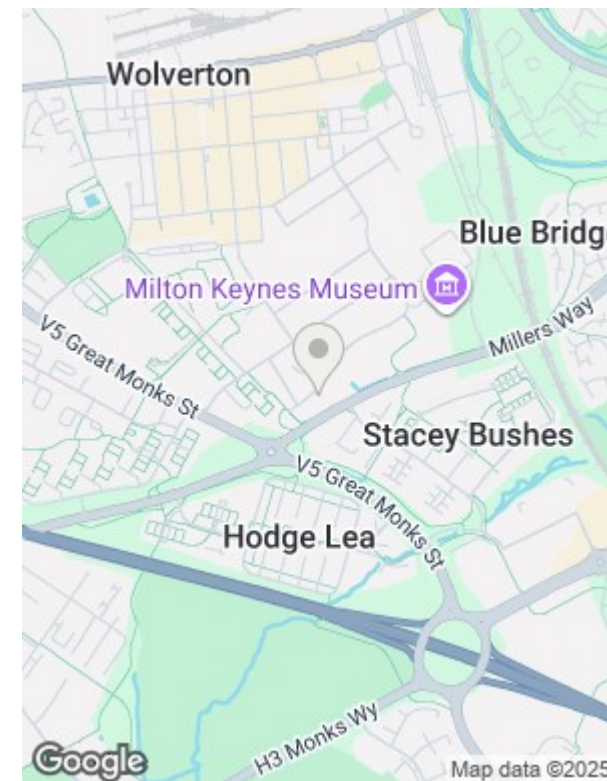 Wolverton
Blue Bridg
Milton Keynes Museum
Millers Way
V5 Great Monks St
Stacey Bushes
V5 Great Monks St
Hodge Lea
H3 Monks Wy
Google
Map data ©2025